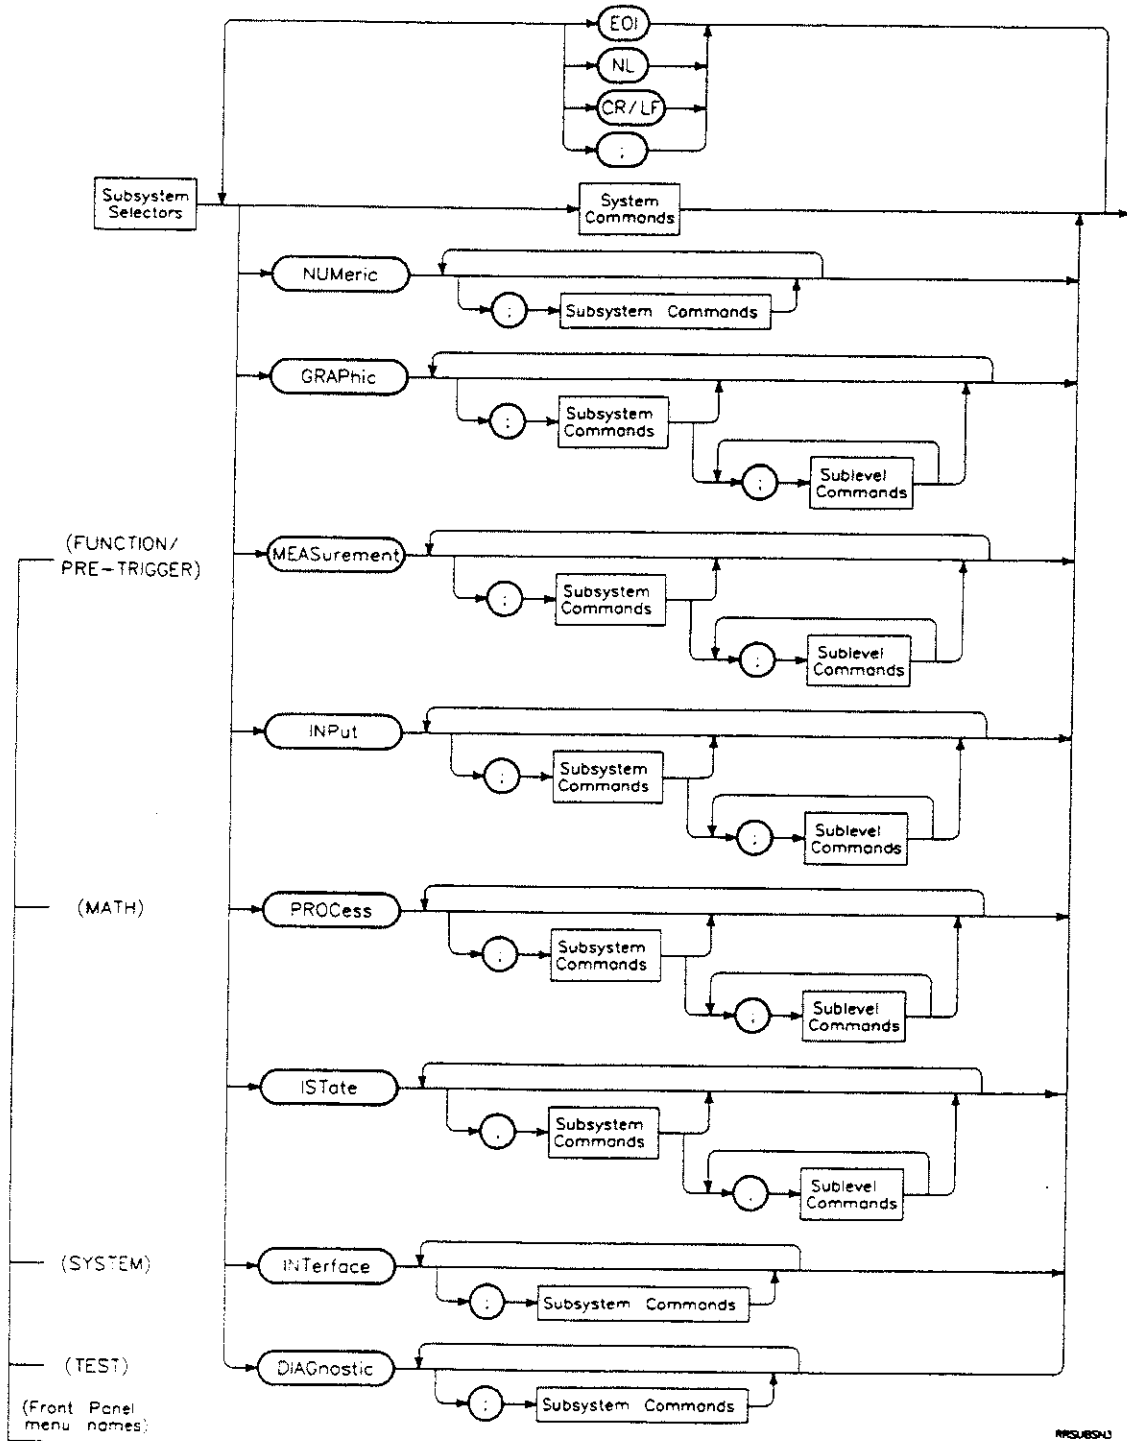 EOI
NL
CR/LF
;
Subsystem
Selectors
System
Commands
NUMeric
; Subsystem Commands
GRAPhic
; Subsystem
Commands
; Sublevel
Commands
(FUNCTION/
PRE-TRIGGER)
MEASurement
; Subsystem
Commands
; Sublevel
Commands
INPut
; Subsystem
Commands
; Sublevel
Commands
(MATH)
PROCess
; Subsystem
Commands
; Sublevel
Commands
ISTate
; Subsystem
Commands
; Sublevel
Commands
(SYSTEM)
INTerface
; Subsystem Commands
(TEST)
DIAGnostic
; Subsystem Commands
(Front Panel
menu names)